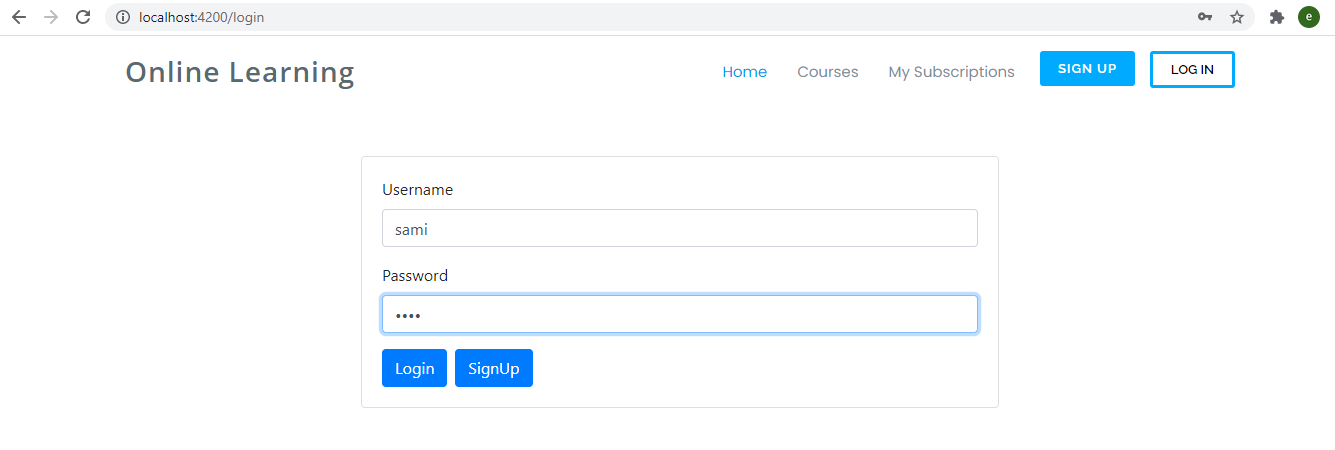 localhost:4200/login
e
Online Learning
Home Courses My Subscriptions SIGN UP LOG IN
Username
sami
Password
••••
Login SignUp